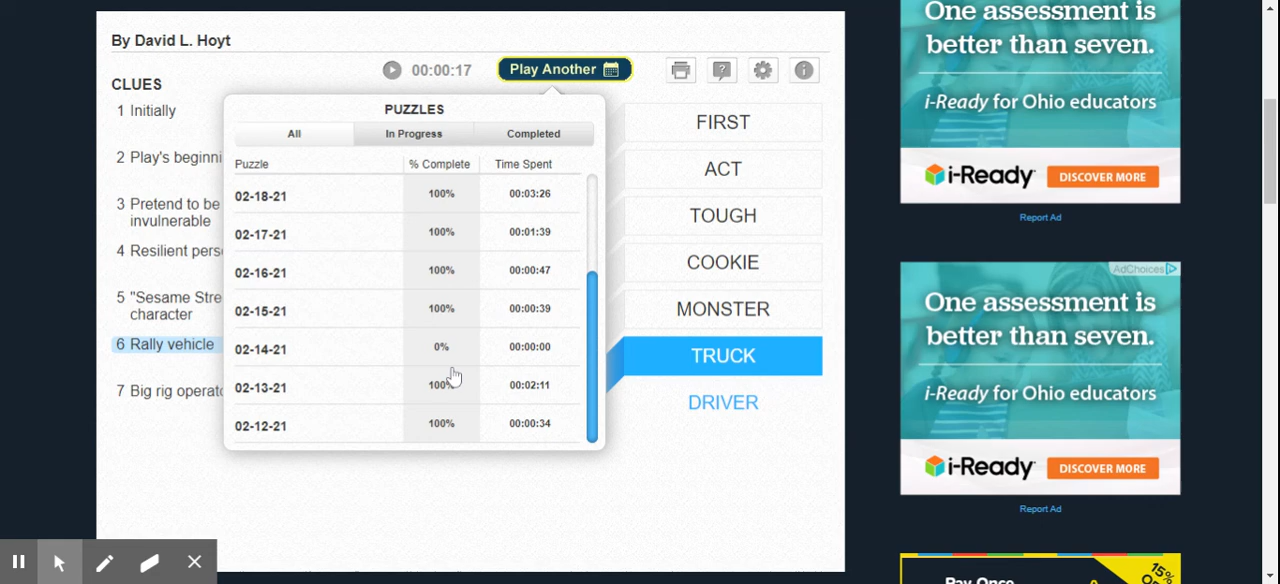 By David L. Hoyt
00:00:17
Play Another
CLUES
1 Initially
2 Play's beginni
3 Pretend to be
invulnerable
4 Resilient pers
5 "Sesame Stre
character
6 Rally vehicle
7 Big rig operat
PUZZLES
All In Progress Completed
Puzzle % Complete Time Spent
02-18-21 100% 00:03:26
02-17-21 100% 00:01:39
02-16-21 100% 00:00:47
02-15-21 100% 00:00:39
02-14-21 0% 00:00:00
02-13-21 100% 00:02:11
02-12-21 100% 00:00:34
FIRST
ACT
TOUGH
COOKIE
MONSTER
TRUCK
DRIVER
One assessment is
better than seven.
i-Ready for Ohio educators
i-Ready DISCOVER MORE
Report Ad
AdChoices
One assessment is
better than seven.
i-Ready for Ohio educators
i-Ready DISCOVER MORE
Report Ad
Pay Once
15%